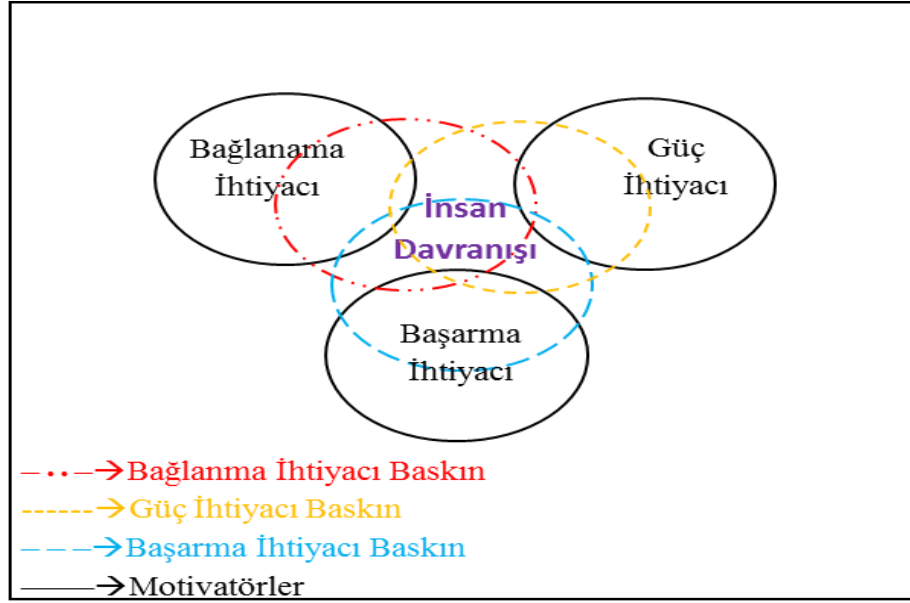 Bağlanama
İhtiyacı
Güç
İhtiyacı
İnsan
Davranışı
Başarma
İhtiyacı
Bağlanma İhtiyacı Baskın
Güç İhtiyacı Baskın
Başarma İhtiyacı Baskın
Motivatörler